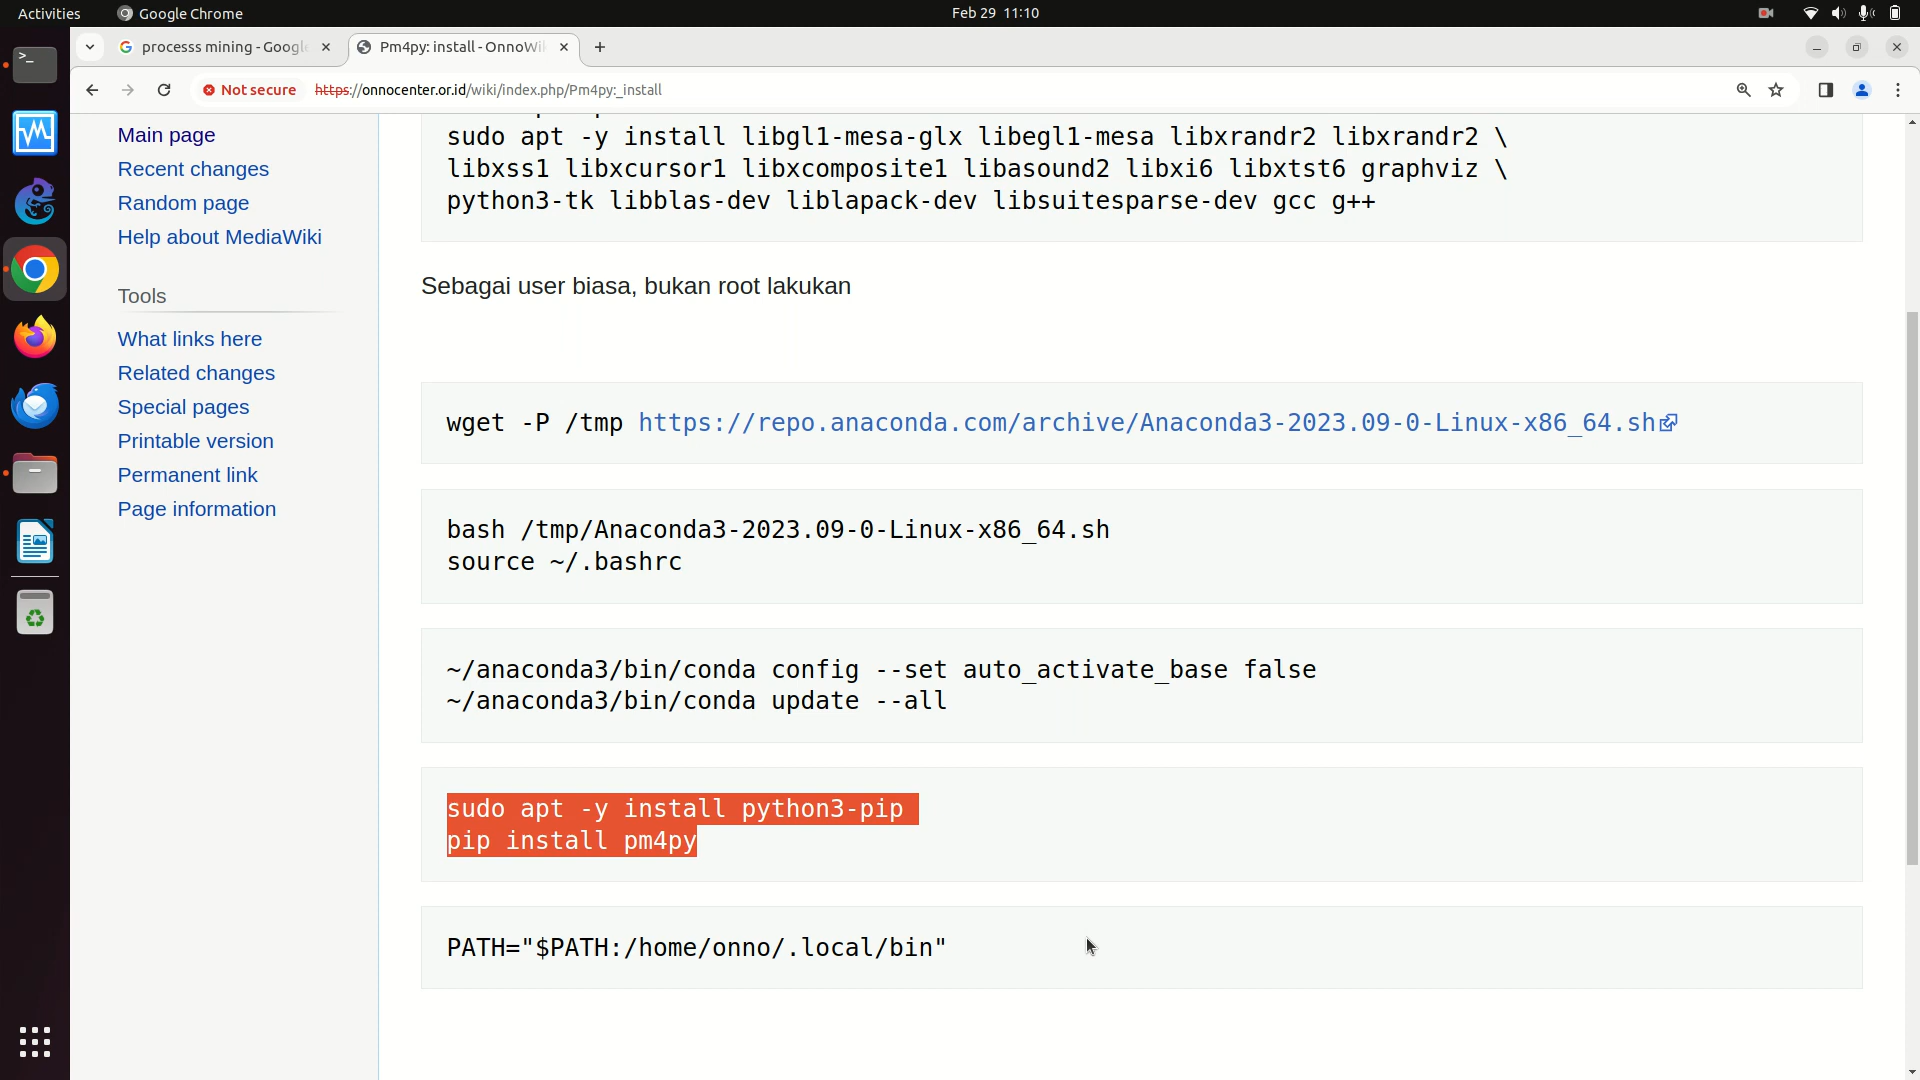 Activities
Google Chrome
Feb 29 11:10
processs mining - Google
Pm4py: install - OnnoWi
Not secure
https://onnocenter.or.id/wiki/index.php/Pm4py:_install
Main page
Recent changes
Random page
Help about MediaWiki
Tools
What links here
Related changes
Special pages
Printable version
Permanent link
Page information
sudo apt -y install libgl1-mesa-glx libegl1-mesa libxrandr2 libxrandr2 \
libxss1 libxcursor1 libxcomposite1 libasound2 libxi6 libxtst6 graphviz \
python3-tk libblas-dev liblapack-dev libsuitesparse-dev gcc g++
Sebagai user biasa, bukan root lakukan
wget -P /tmp https://repo.anaconda.com/archive/Anaconda3-2023.09-0-Linux-x86_64.sh
bash /tmp/Anaconda3-2023.09-0-Linux-x86_64.sh
source ~/.bashrc
~/anaconda3/bin/conda config --set auto_activate_base false
~/anaconda3/bin/conda update --all
sudo apt -y install python3-pip
pip install pm4py
PATH="$PATH:/home/onno/.local/bin"